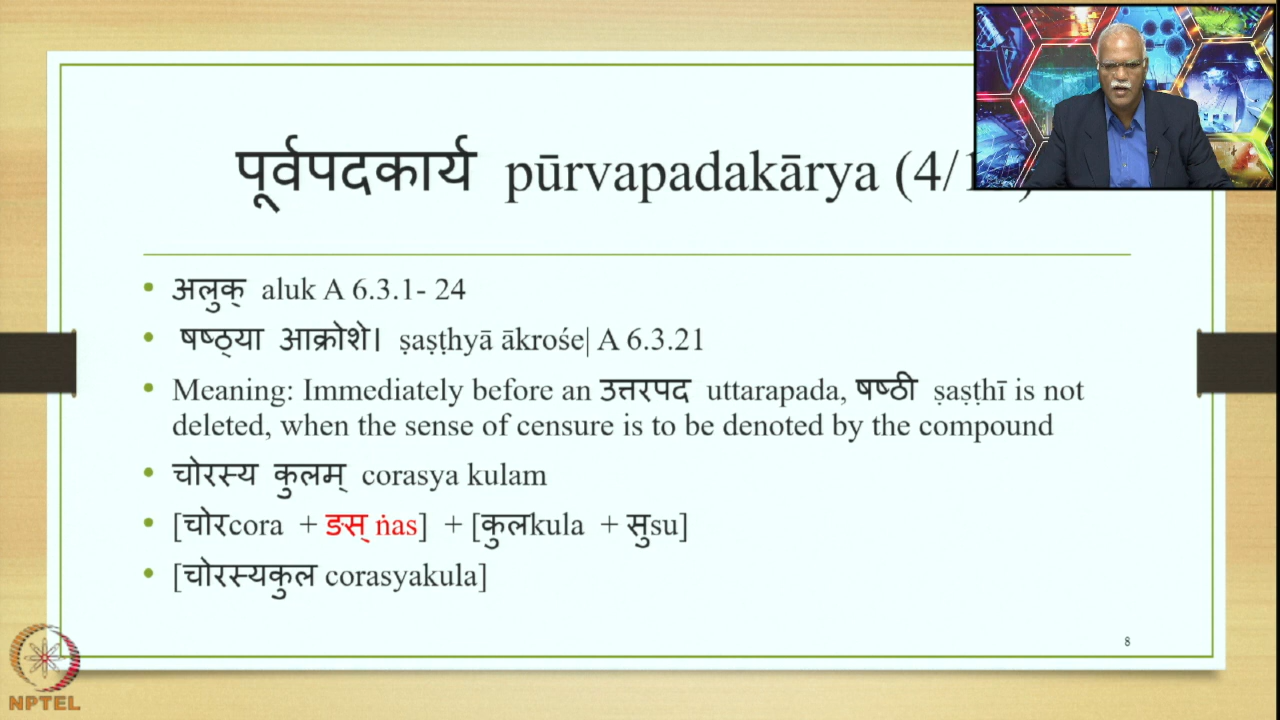 पूर्वपदकार्य pūrvapadakārya (4/
अलुक् aluk A 6.3.1- 24
षष्ठ्या आक्रोशे। ṣaṣṭhyā ākrośe| A 6.3.21
Meaning: Immediately before an उत्तरपद uttarapada, षष्ठी ṣaṣṭhī is not
deleted, when the sense of censure is to be denoted by the compound
चोरस्य कुलम् corasya kulam
[चोरcora + ङस् ṅas] + [कुलkula + सुsu]
[चोरस्यकुल corasyakula]
8
NPTEL